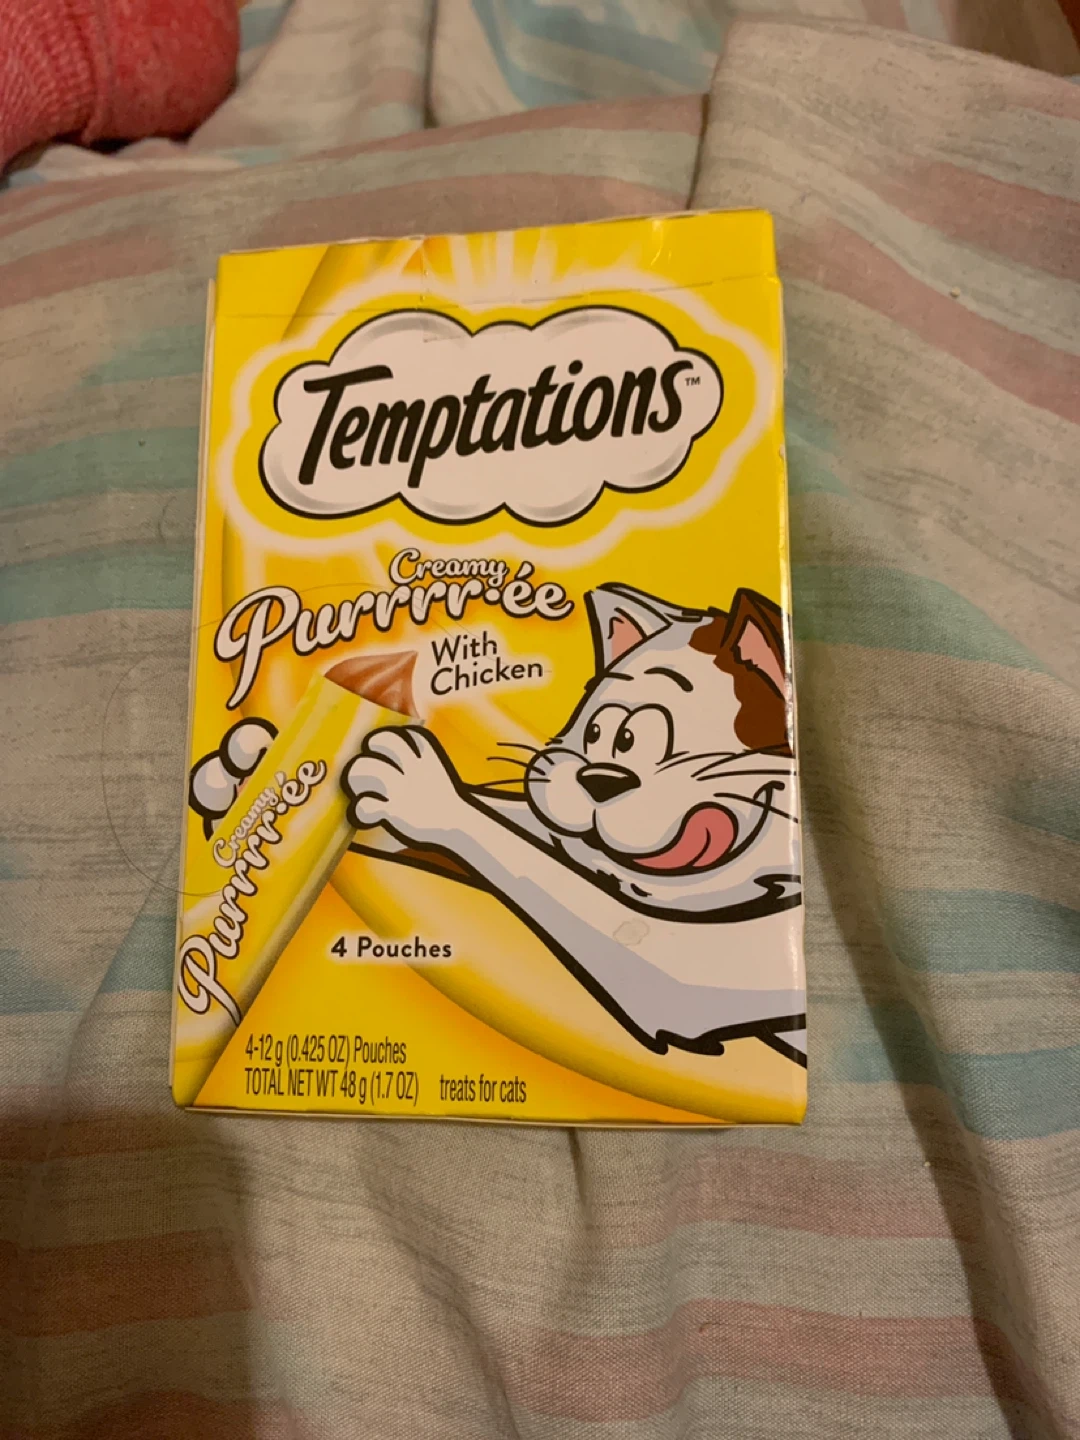 Temptations™
Creamy
Purrrr·ée
With
Chicken
Creamy
Purrrr·ée
4 Pouches
4-12 g (0.425 OZ) Pouches
TOTAL NET WT 48 g (1.7 OZ) treats for cats